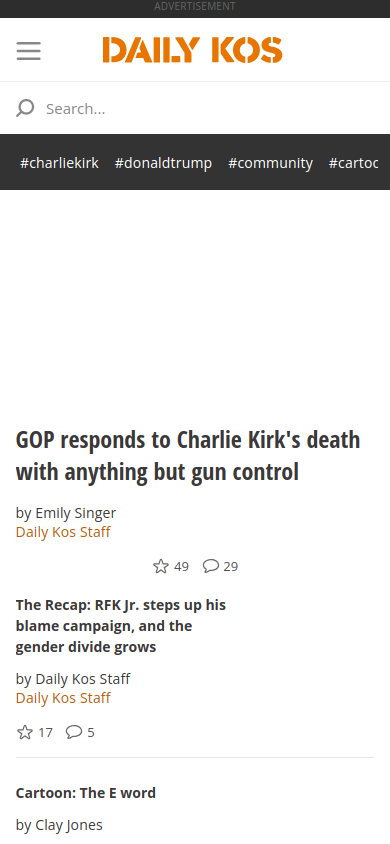 ADVERTISEMENT
DAILY KOS
Search...
#charliekirk #donaldtrump #community #cartoo
GOP responds to Charlie Kirk's death
with anything but gun control
by Emily Singer
Daily Kos Staff
49 29
The Recap: RFK Jr. steps up his
blame campaign, and the
gender divide grows
by Daily Kos Staff
Daily Kos Staff
17 5
Cartoon: The E word
by Clay Jones